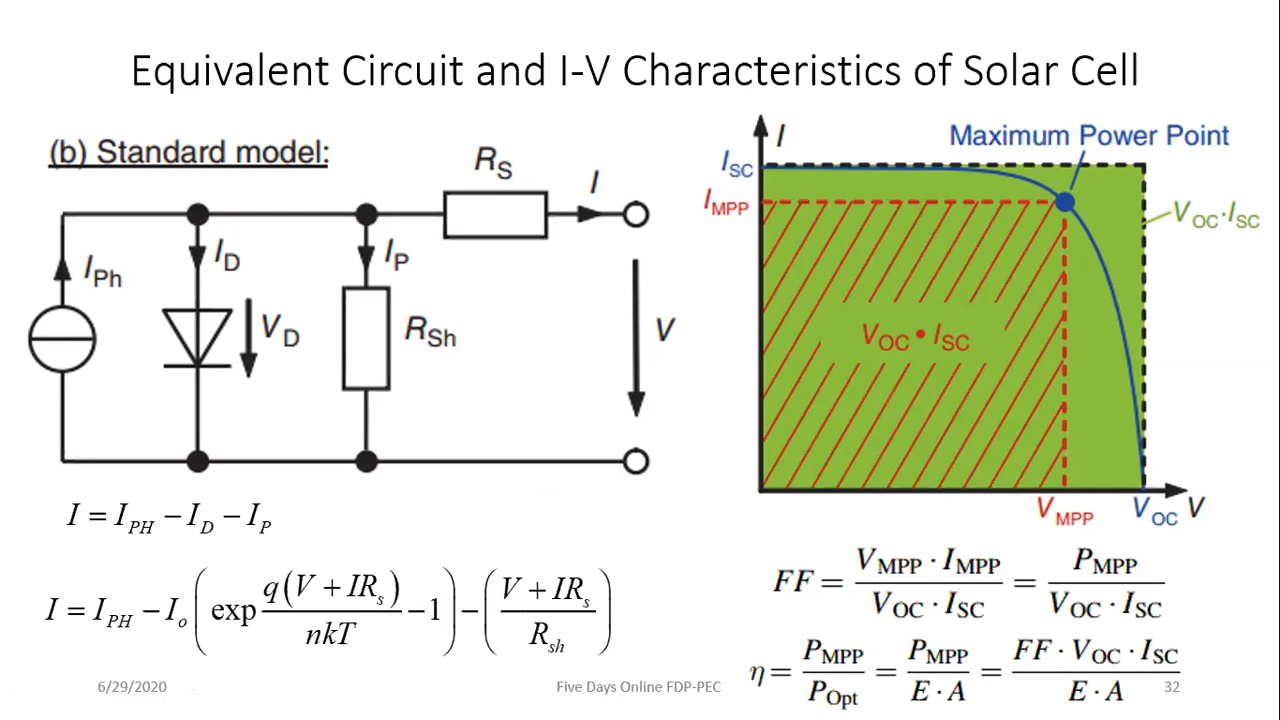 Equivalent Circuit and I-V Characteristics of Solar Cell
(b) Standard model:
R_S
I
I_Ph
I_D
I_P
V_D
R_Sh
V
I = I_PH − I_D − I_P
I = I_PH − I_o ( exp q(V + IR_s) / nkT − 1 ) − ( V + IR_s / R_sh )
I
Maximum Power Point
I_SC
I_MPP
V_OC·I_SC
V_OC • I_SC
V_MPP
V_OC
V
FF = V_MPP · I_MPP / V_OC · I_SC = P_MPP / V_OC · I_SC
η = P_MPP / P_Opt = P_MPP / E · A = FF · V_OC · I_SC / E · A
6/29/2020
Five Days Online FDP-PEC
32